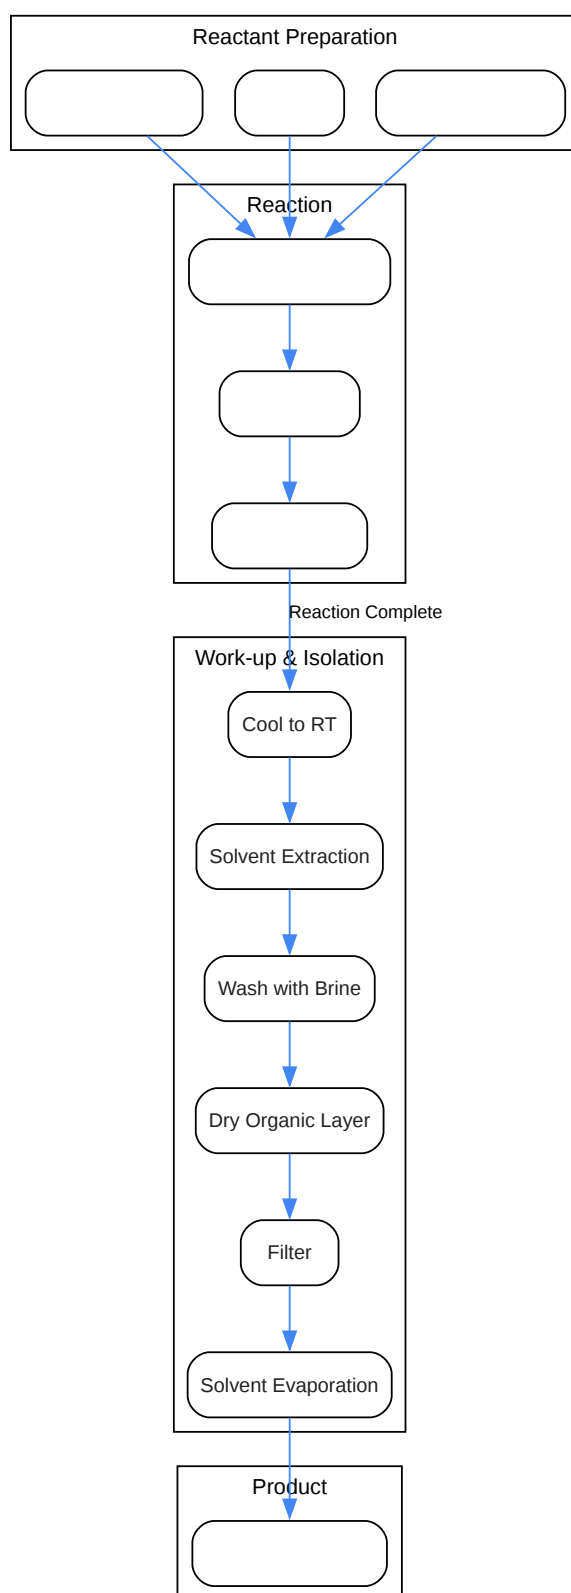 Reactant Preparation
Reaction
Reaction Complete
Work-up & Isolation
Cool to RT
Solvent Extraction
Wash with Brine
Dry Organic Layer
Filter
Solvent Evaporation
Product